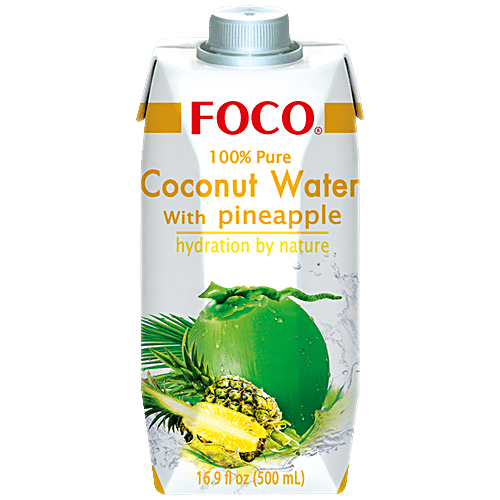 FOCO®
100% Pure
Coconut Water
with pineapple
hydration by nature
16.9 fl oz (500 mL)